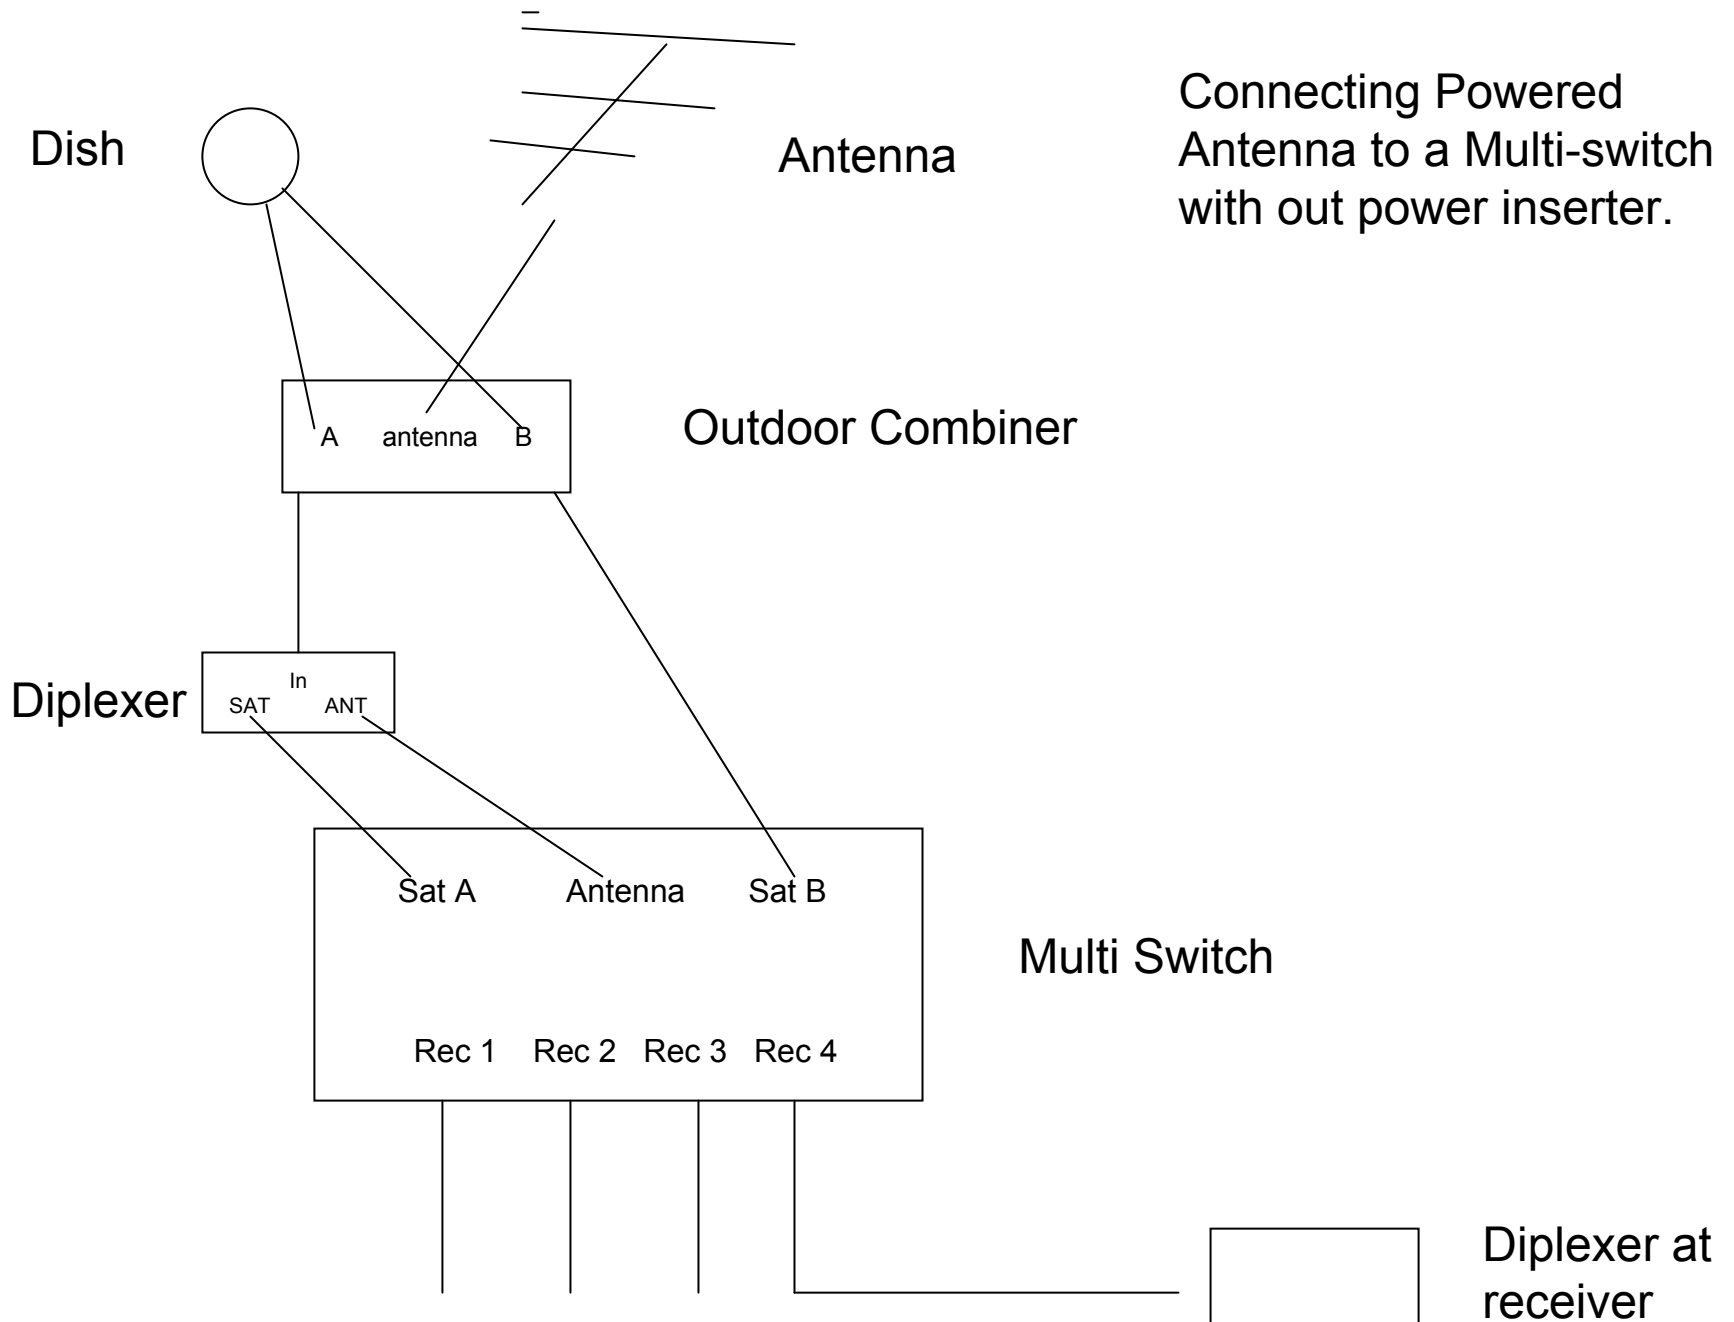 Connecting Powered
Antenna to a Multi-switch
with out power inserter.
Dish
Antenna
A antenna B
Outdoor Combiner
Diplexer
In
SAT ANT
Sat A Antenna Sat B
Multi Switch
Rec 1 Rec 2 Rec 3 Rec 4
Diplexer at
receiver